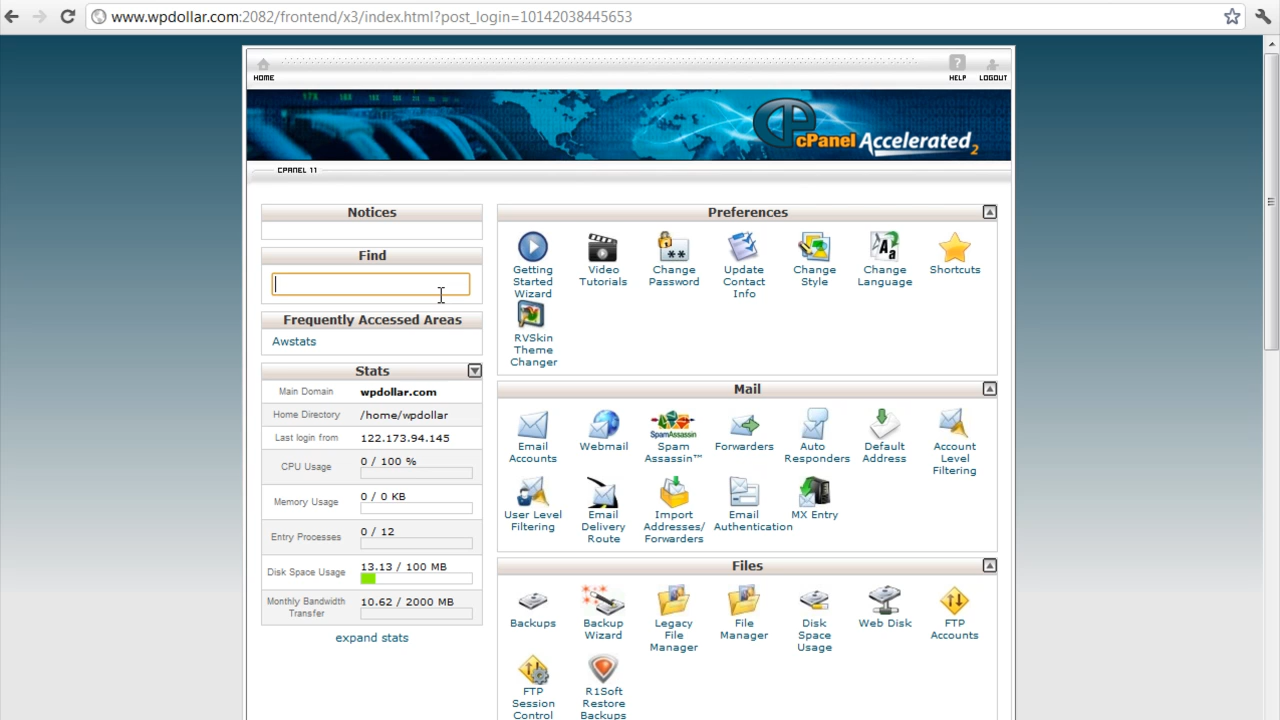 www.wpdollar.com:2082/frontend/x3/index.html?post_login=10142038445653
HOME
HELP
LOGOUT
cPanel Accelerated2
CPANEL 11
Notices
Find
Frequently Accessed Areas
Awstats
Stats
Main Domain wpdollar.com
Home Directory /home/wpdollar
Last login from 122.173.94.145
CPU Usage 0 / 100 %
Memory Usage 0 / 0 KB
Entry Processes 0 / 12
Disk Space Usage 13.13 / 100 MB
Monthly Bandwidth
Transfer
10.62 / 2000 MB
expand stats
Preferences
Getting
Started
Wizard
Video
Tutorials
Change
Password
Update
Contact
Info
Change
Style
Change
Language
Shortcuts
RVSkin
Theme
Changer
Mail
Email
Accounts
Webmail
SpamAssassin
Spam
Assassin™
Forwarders
Auto
Responders
Default
Address
Account
Level
Filtering
User Level
Filtering
Email
Delivery
Route
Import
Addresses/
Forwarders
Email
Authentication
MX Entry
Files
Backups
Backup
Wizard
Legacy
File
Manager
File
Manager
Disk
Space
Usage
Web Disk
FTP
Accounts
FTP
Session
Control
R1Soft
Restore
Backups